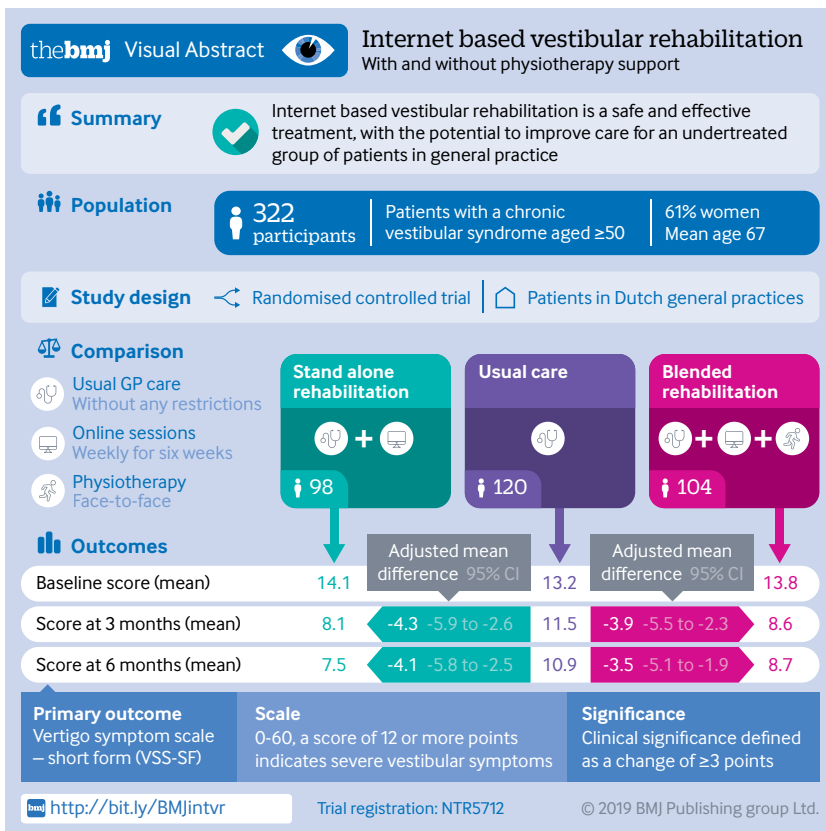 thebmj Visual Abstract
Internet based vestibular rehabilitation
With and without physiotherapy support
Summary
Internet based vestibular rehabilitation is a safe and effective
treatment, with the potential to improve care for an undertreated
group of patients in general practice
Population
322
participants
Patients with a chronic
vestibular syndrome aged ≥50
61% women
Mean age 67
Study design
Randomised controlled trial
Patients in Dutch general practices
Comparison
Usual GP care
Without any restrictions
Online sessions
Weekly for six weeks
Physiotherapy
Face-to-face
Stand alone
rehabilitation
+
98
Usual care
120
Blended
rehabilitation
+ +
104
Outcomes
Adjusted mean
difference 95% CI
Adjusted mean
difference 95% CI
Baseline score (mean) 14.1 13.2 13.8
Score at 3 months (mean) 8.1 -4.3 -5.9 to -2.6 11.5 -3.9 -5.5 to -2.3 8.6
Score at 6 months (mean) 7.5 -4.1 -5.8 to -2.5 10.9 -3.5 -5.1 to -1.9 8.7
Primary outcome
Vertigo symptom scale
– short form (VSS-SF)
Scale
0-60, a score of 12 or more points
indicates severe vestibular symptoms
Significance
Clinical significance defined
as a change of ≥3 points
bmj http://bit.ly/BMJintvr
Trial registration: NTR5712
© 2019 BMJ Publishing group Ltd.